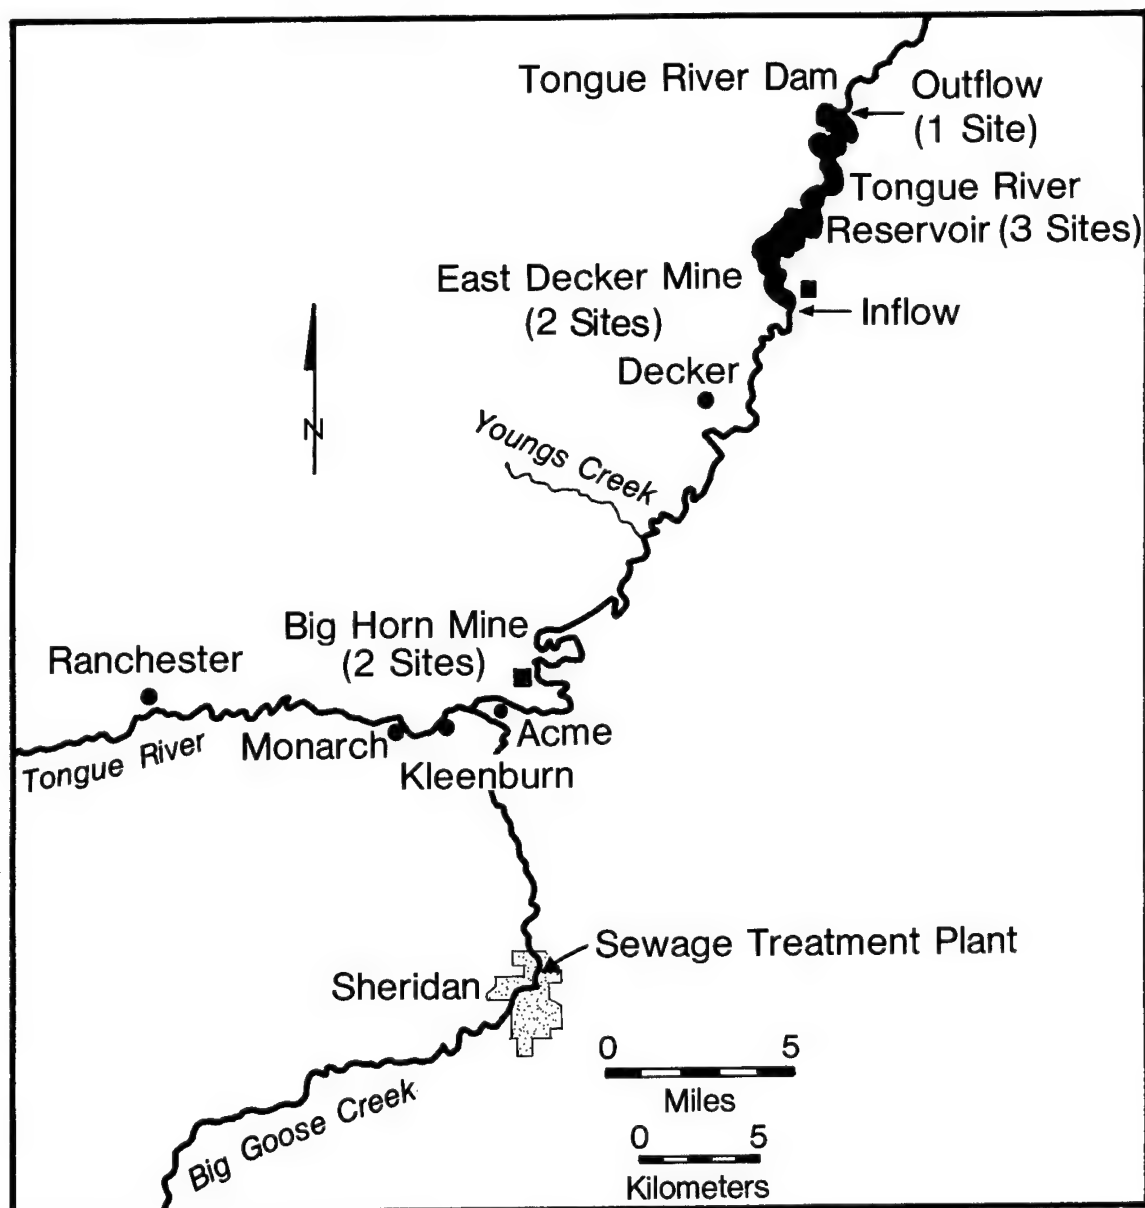 Tongue River Dam
Outflow
(1 Site)
Tongue River
Reservoir (3 Sites)
East Decker Mine
(2 Sites)
Inflow
Decker
N
Youngs Creek
Big Horn Mine
(2 Sites)
Ranchester
Tongue River
Monarch
Acme
Kleenburn
Sewage Treatment Plant
Sheridan
Big Goose Creek
0 5
Miles
0 5
Kilometers